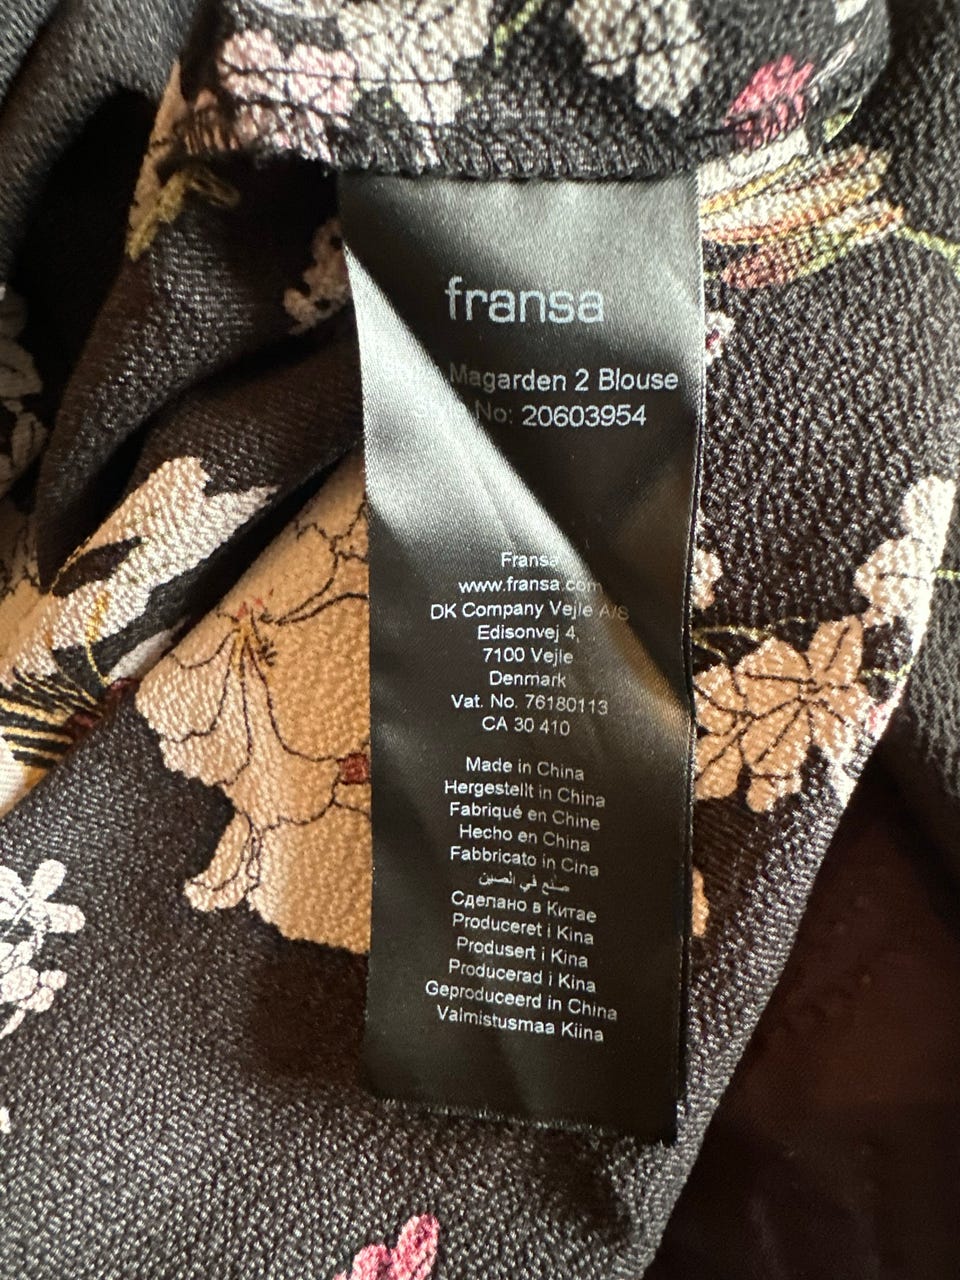 fransa
Magarden 2 Blouse
No: 20603954
Fransa
www.fransa.com
DK Company Vejle A/S
Edisonvej 4,
7100 Vejle
Denmark
Vat. No. 76180113
CA 30 410
Made in China
Hergestellt in China
Fabriqué en Chine
Hecho en China
Fabbricato in Cina
صنع في الصين
Сделано в Китае
Produceret i Kina
Produsert i Kina
Producerad i Kina
Geproduceerd in China
Valmistusmaa Kiina